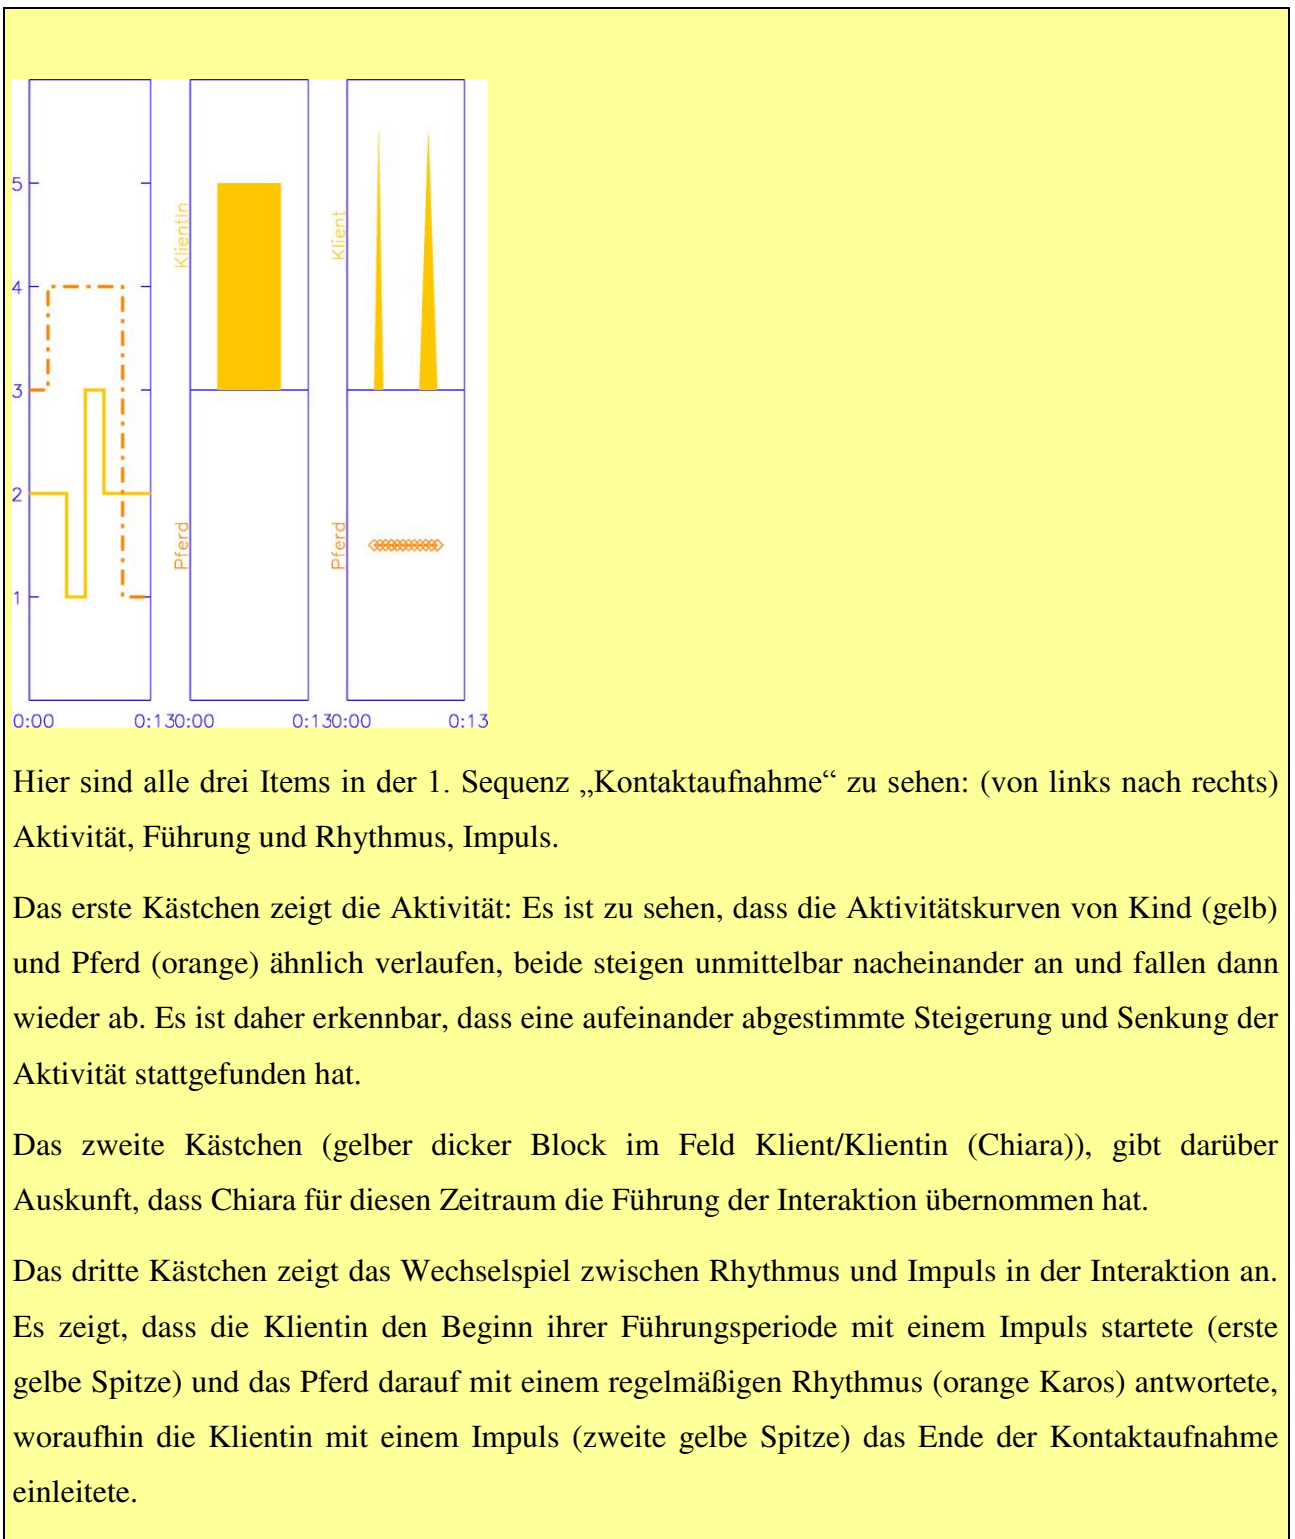 5
4
3
2
1
Klientin
Pferd
Klient
Pferd
0:00 0:13 0:00 0:13 0:00 0:13
Hier sind alle drei Items in der 1. Sequenz „Kontaktaufnahme“ zu sehen: (von links nach rechts)
Aktivität, Führung und Rhythmus, Impuls.
Das erste Kästchen zeigt die Aktivität: Es ist zu sehen, dass die Aktivitätskurven von Kind (gelb)
und Pferd (orange) ähnlich verlaufen, beide steigen unmittelbar nacheinander an und fallen dann
wieder ab. Es ist daher erkennbar, dass eine aufeinander abgestimmte Steigerung und Senkung der
Aktivität stattgefunden hat.
Das zweite Kästchen (gelber dicker Block im Feld Klient/Klientin (Chiara)), gibt darüber
Auskunft, dass Chiara für diesen Zeitraum die Führung der Interaktion übernommen hat.
Das dritte Kästchen zeigt das Wechselspiel zwischen Rhythmus und Impuls in der Interaktion an.
Es zeigt, dass die Klientin den Beginn ihrer Führungsperiode mit einem Impuls startete (erste
gelbe Spitze) und das Pferd darauf mit einem regelmäßigen Rhythmus (orange Karos) antwortete,
woraufhin die Klientin mit einem Impuls (zweite gelbe Spitze) das Ende der Kontaktaufnahme
einleitete.